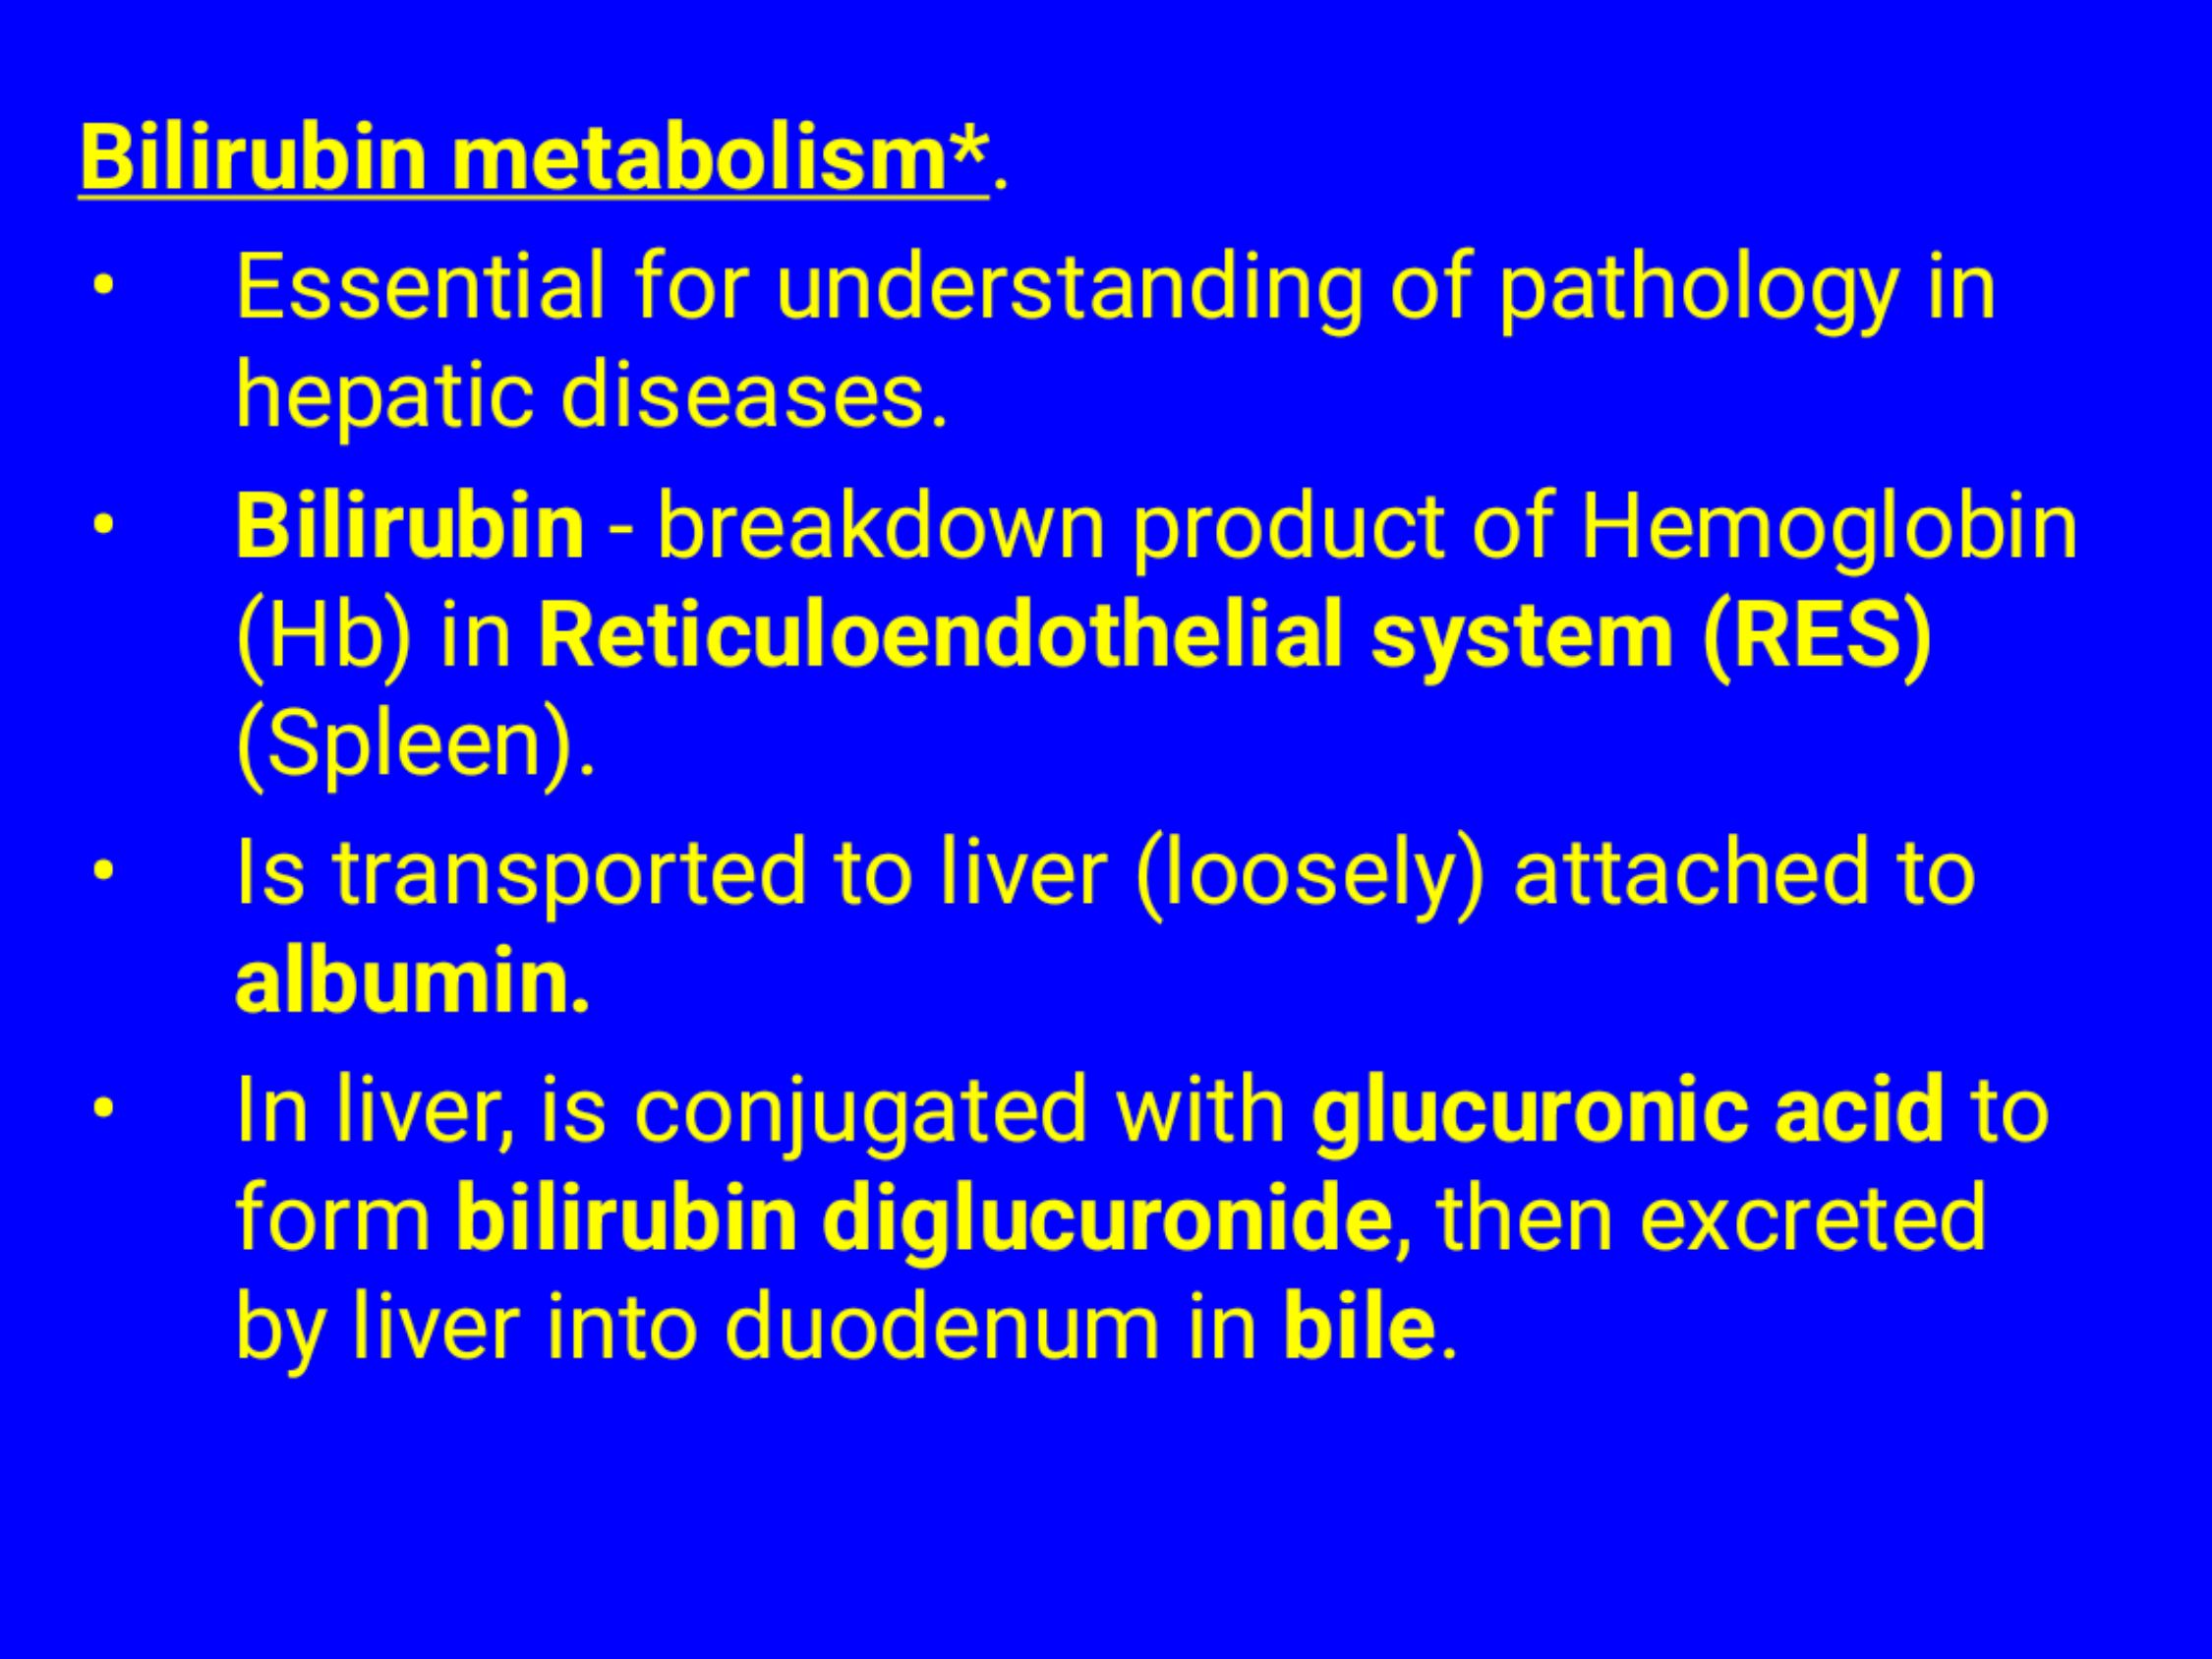 Bilirubin metabolism*.
• Essential for understanding of pathology in
hepatic diseases.
• Bilirubin - breakdown product of Hemoglobin
(Hb) in Reticuloendothelial system (RES)
(Spleen).
• Is transported to liver (loosely) attached to
albumin.
• In liver, is conjugated with glucuronic acid to
form bilirubin diglucuronide, then excreted
by liver into duodenum in bile.